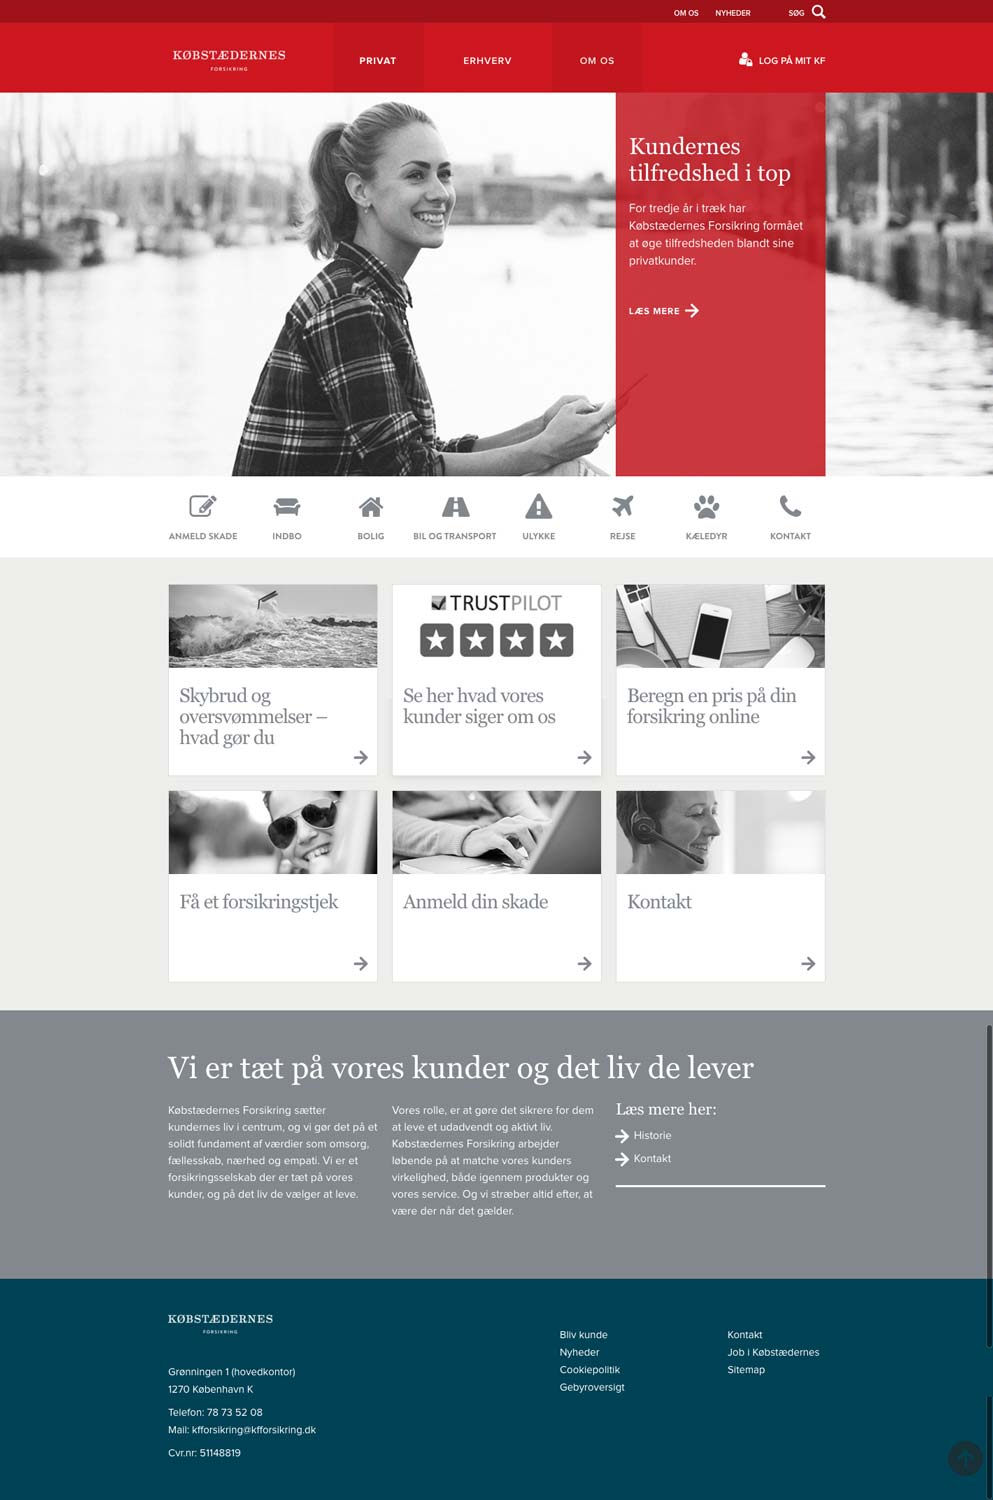 OM OS NYHEDER SØG
KØBSTÆDERNES
FORSIKRING
PRIVAT ERHVERV OM OS LOG PÅ MIT KF
Kundernes
tilfredshed i top
For tredje år i træk har
Købstædernes Forsikring formået
at øge tilfredsheden blandt sine
privatkunder.
LÆS MERE
ANMELD SKADE INDBO BOLIG BIL OG TRANSPORT ULYKKE REJSE KÆLEDYR KONTAKT
Skybrud og
oversvømmelser –
hvad gør du
TRUSTPILOT
Se her hvad vores
kunder siger om os
Beregn en pris på din
forsikring online
Få et forsikringstjek
Anmeld din skade
Kontakt
Vi er tæt på vores kunder og det liv de lever
Købstædernes Forsikring sætter
kundernes liv i centrum, og vi gør det på et
solidt fundament af værdier som omsorg,
fællesskab, nærhed og empati. Vi er et
forsikringsselskab der er tæt på vores
kunder, og på det liv de vælger at leve.
Vores rolle, er at gøre det sikrere for dem
at leve et udadvendt og aktivt liv.
Købstædernes Forsikring arbejder
løbende på at matche vores kunders
virkelighed, både igennem produkter og
vores service. Og vi stræber altid efter, at
være der når det gælder.
Læs mere her:
Historie
Kontakt
KØBSTÆDERNES
FORSIKRING
Grønningen 1 (hovedkontor)
1270 København K
Telefon: 78 73 52 08
Mail: kfforsikring@kfforsikring.dk
Cvr.nr: 51148819
Bliv kunde
Nyheder
Cookiepolitik
Gebyroversigt
Kontakt
Job i Købstædernes
Sitemap